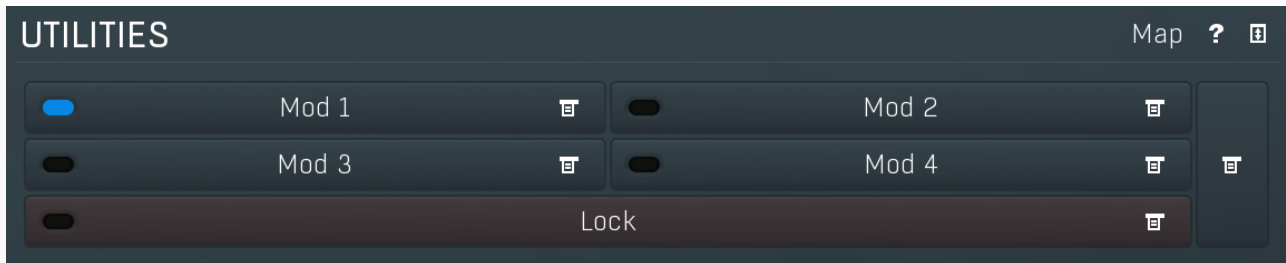 UTILITIES Map ?
Mod 1 Mod 2
Mod 3 Mod 4
Lock